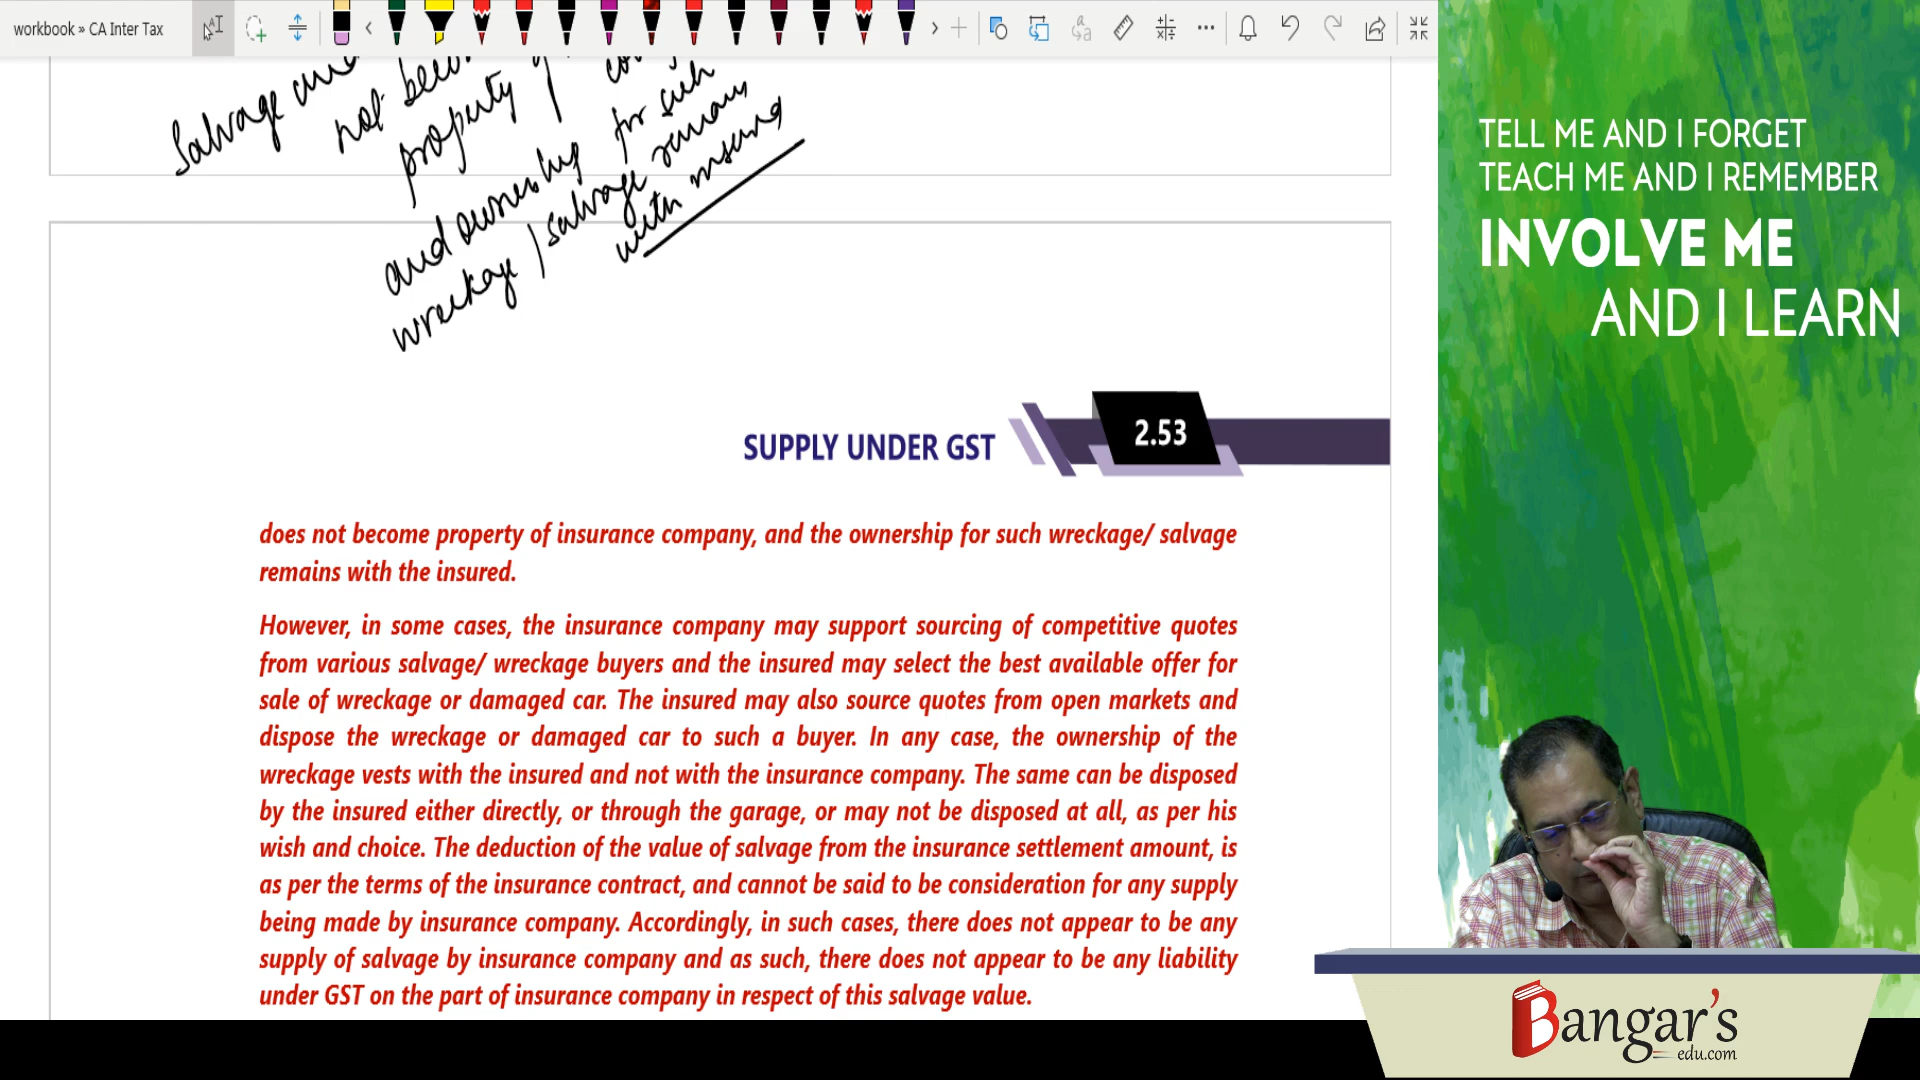 workbook » CA Inter Tax
TELL ME AND I FORGET
TEACH ME AND I REMEMBER
INVOLVE ME
AND I LEARN
Salvage and
not
property of
for such
and ownership
wreckage / salvage remains
with insured
SUPPLY UNDER GST
2.53
does not become property of insurance company, and the ownership for such wreckage/ salvage
remains with the insured.
However, in some cases, the insurance company may support sourcing of competitive quotes
from various salvage/ wreckage buyers and the insured may select the best available offer for
sale of wreckage or damaged car. The insured may also source quotes from open markets and
dispose the wreckage or damaged car to such a buyer. In any case, the ownership of the
wreckage vests with the insured and not with the insurance company. The same can be disposed
by the insured either directly, or through the garage, or may not be disposed at all, as per his
wish and choice. The deduction of the value of salvage from the insurance settlement amount, is
as per the terms of the insurance contract, and cannot be said to be consideration for any supply
being made by insurance company. Accordingly, in such cases, there does not appear to be any
supply of salvage by insurance company and as such, there does not appear to be any liability
under GST on the part of insurance company in respect of this salvage value.
Bangar's
edu.com